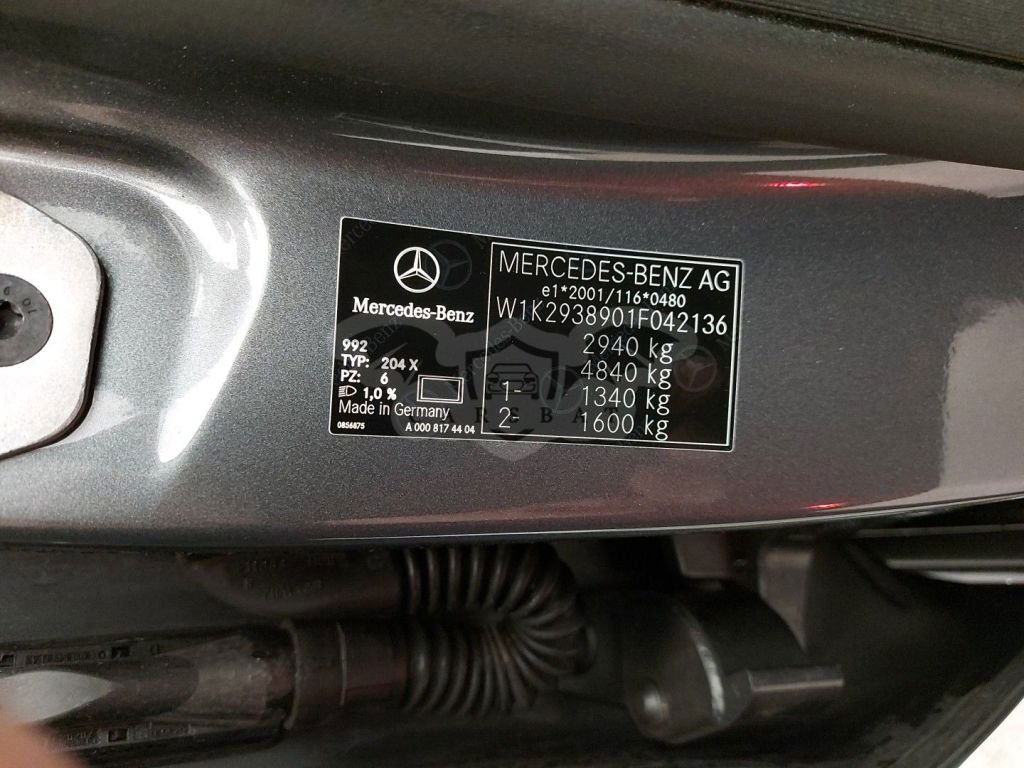 Mercedes-Benz
992
TYP: 204 X
PZ: 6
1,0 %
Made in Germany
0856875 A 000 817 44 04
MERCEDES-BENZ AG
e1*2001/116*0480
W1K2938901F042136
2940 kg
4840 kg
1- 1340 kg
2- 1600 kg
CARSBAT